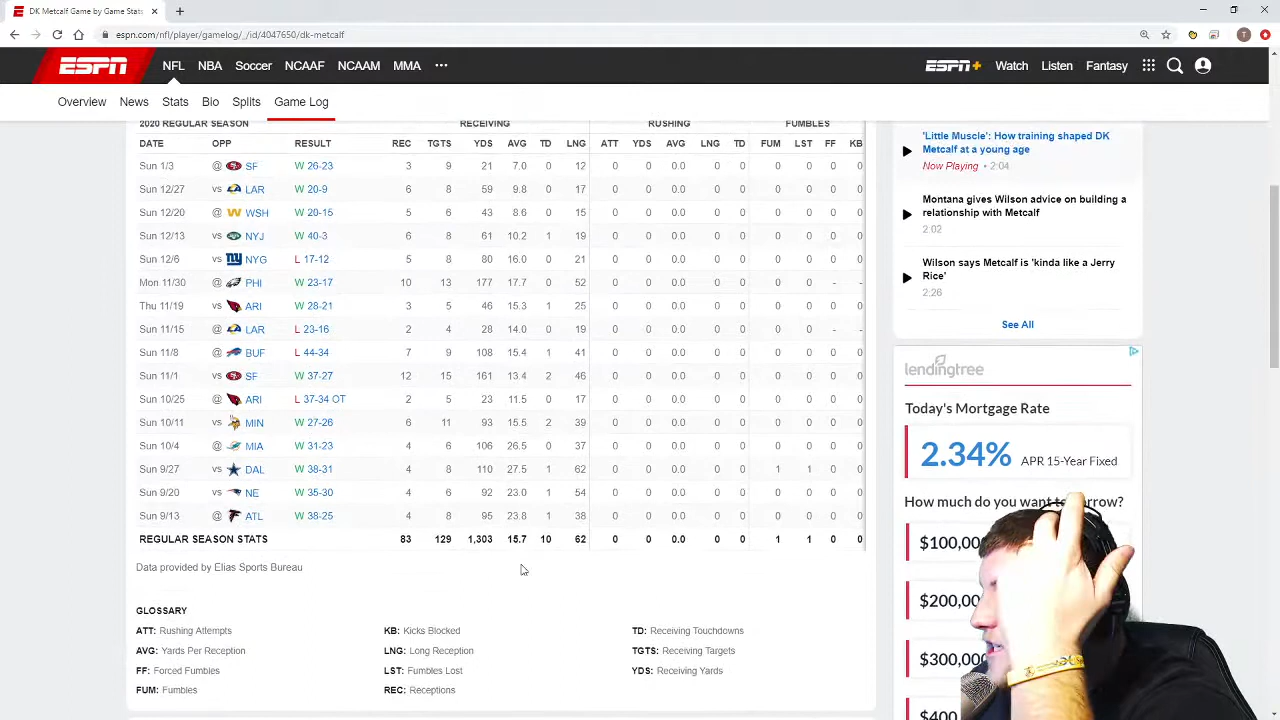 DK Metcalf Game by Game Stats
espn.com/nfl/player/gamelog/_/id/4047650/dk-metcalf
ESPN NFL NBA Soccer NCAAF NCAAM MMA ESPN+ Watch Listen Fantasy
Overview News Stats Bio Splits Game Log
2020 REGULAR SEASON RECEIVING RUSHING FUMBLES
DATE OPP RESULT REC TGTS YDS AVG TD LNG ATT YDS AVG LNG TD FUM LST FF KB
Sun 1/3 @ SF W 26-23 3 9 21 7.0 0 12 0 0 0.0 0 0 0 0 0 0
Sun 12/27 vs LAR W 20-9 6 8 59 9.8 0 17 0 0 0.0 0 0 0 0 0 0
Sun 12/20 @ WSH W 20-15 5 6 43 8.6 0 15 0 0 0.0 0 0 0 0 0 0
Sun 12/13 vs NYJ W 40-3 6 8 61 10.2 1 19 0 0 0.0 0 0 0 0 0 0
Sun 12/6 vs NYG L 17-12 5 8 80 16.0 0 21 0 0 0.0 0 0 0 0 0 0
Mon 11/30 @ PHI W 23-17 10 13 177 17.7 0 52 0 0 0.0 0 0 0 0 - -
Thu 11/19 vs ARI W 28-21 3 5 46 15.3 1 25 0 0 0.0 0 0 0 0 0 0
Sun 11/15 @ LAR L 23-16 2 4 28 14.0 0 19 0 0 0.0 0 0 0 0 - -
Sun 11/8 @ BUF L 44-34 7 9 108 15.4 1 41 0 0 0.0 0 0 0 0 0 0
Sun 11/1 vs SF W 37-27 12 15 161 13.4 2 46 0 0 0.0 0 0 0 0 0 0
Sun 10/25 @ ARI L 37-34 OT 2 5 23 11.5 0 17 0 0 0.0 0 0 0 0 0 0
Sun 10/11 vs MIN W 27-26 6 11 93 15.5 2 39 0 0 0.0 0 0 0 0 0 0
Sun 10/4 @ MIA W 31-23 4 6 106 26.5 0 37 0 0 0.0 0 0 0 0 0 0
Sun 9/27 vs DAL W 38-31 4 8 110 27.5 1 62 0 0 0.0 0 0 1 1 0 0
Sun 9/20 vs NE W 35-30 4 6 92 23.0 1 54 0 0 0.0 0 0 0 0 0 0
Sun 9/13 @ ATL W 38-25 4 8 95 23.8 1 38 0 0 0.0 0 0 0 0 0 0
REGULAR SEASON STATS 83 129 1,303 15.7 10 62 0 0 0.0 0 0 1 1 0 0
Data provided by Elias Sports Bureau
GLOSSARY
ATT: Rushing Attempts KB: Kicks Blocked TD: Receiving Touchdowns
AVG: Yards Per Reception LNG: Long Reception TGTS: Receiving Targets
FF: Forced Fumbles LST: Fumbles Lost YDS: Receiving Yards
FUM: Fumbles REC: Receptions
'Little Muscle': How training shaped DK
Metcalf at a young age
Now Playing • 2:04
Montana gives Wilson advice on building a
relationship with Metcalf
2:02
Wilson says Metcalf is 'kinda like a Jerry
Rice'
2:26
See All
lendingtree
Today's Mortgage Rate
2.34% APR 15-Year Fixed
How much do you want to borrow?
$100,00
$200,00
$300,00
$400